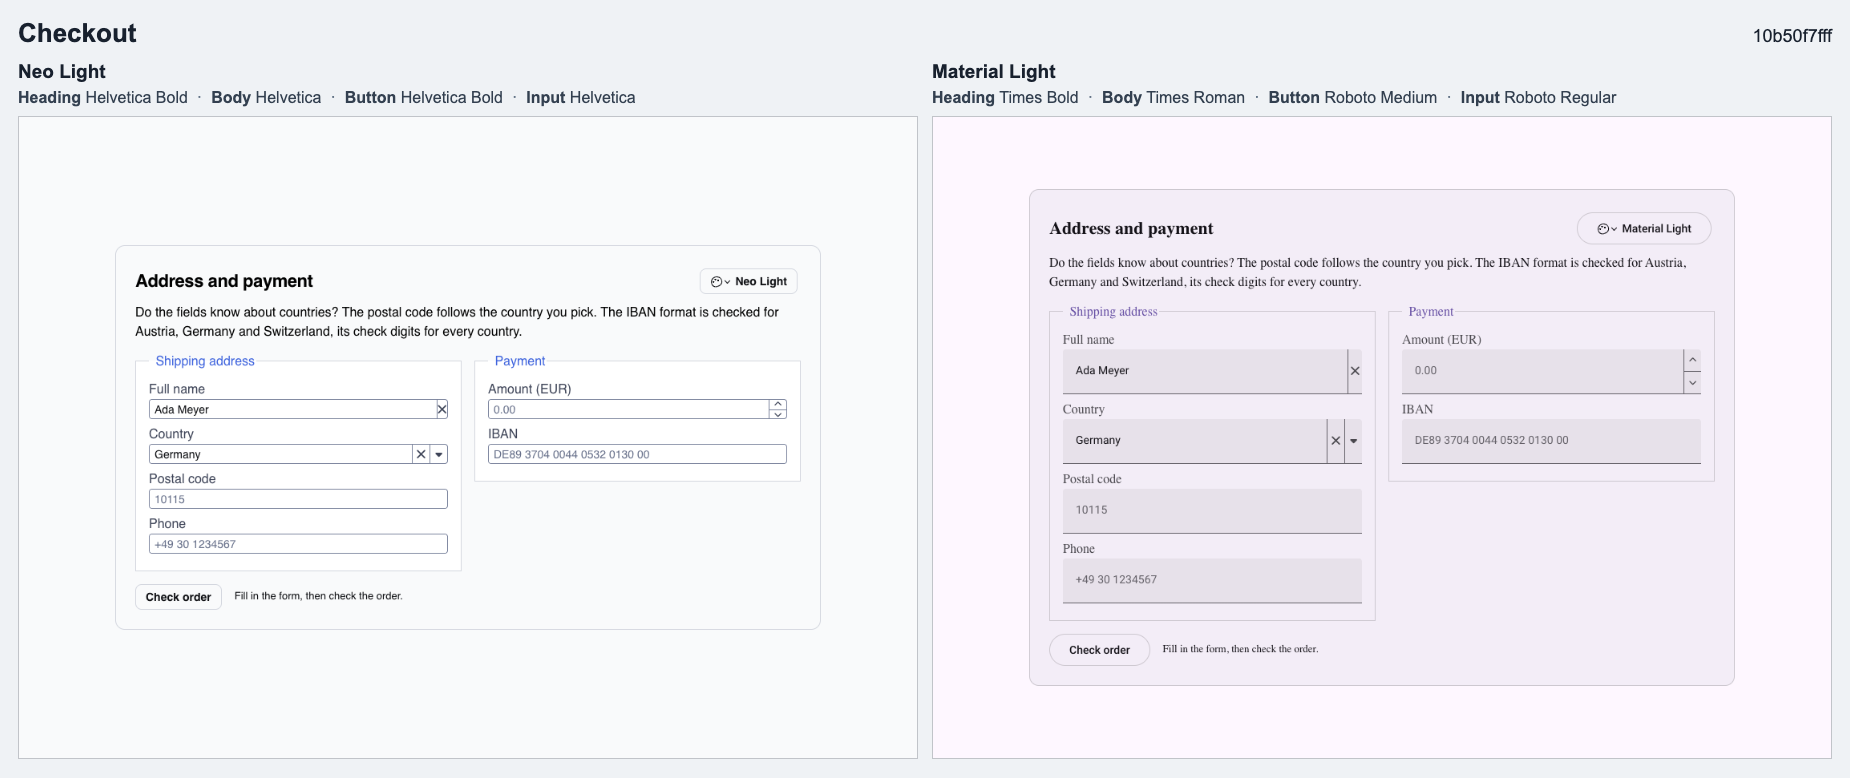 Checkout
10b50f7fff
Neo Light
Heading Helvetica Bold · Body Helvetica · Button Helvetica Bold · Input Helvetica
Address and payment
Neo Light
Do the fields know about countries? The postal code follows the country you pick. The IBAN format is checked for
Austria, Germany and Switzerland, its check digits for every country.
Shipping address
Full name
Ada Meyer
Country
Germany
Postal code
10115
Phone
+49 30 1234567
Payment
Amount (EUR)
0.00
IBAN
DE89 3704 0044 0532 0130 00
Check order
Fill in the form, then check the order.
Material Light
Heading Times Bold · Body Times Roman · Button Roboto Medium · Input Roboto Regular
Address and payment
Material Light
Do the fields know about countries? The postal code follows the country you pick. The IBAN format is checked for Austria,
Germany and Switzerland, its check digits for every country.
Shipping address
Full name
Ada Meyer
Country
Germany
Postal code
10115
Phone
+49 30 1234567
Payment
Amount (EUR)
0.00
IBAN
DE89 3704 0044 0532 0130 00
Check order
Fill in the form, then check the order.